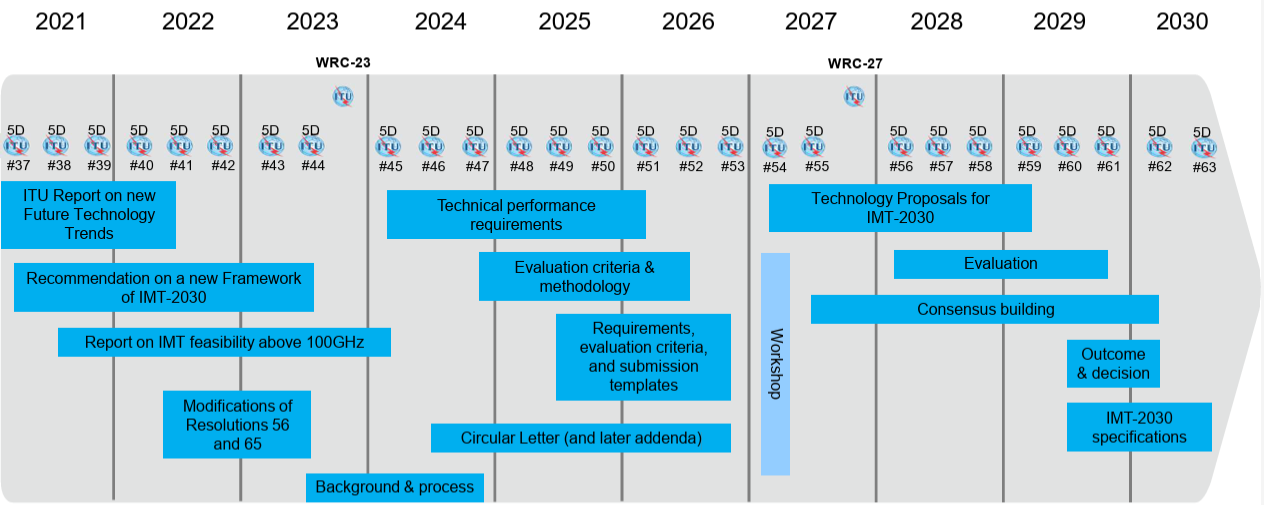 2021 2022 2023 2024 2025 2026 2027 2028 2029 2030
WRC-23 WRC-27
5D 5D 5D 5D 5D 5D 5D 5D 5D 5D 5D 5D 5D 5D 5D 5D 5D 5D 5D 5D 5D 5D 5D 5D 5D 5D 5D
#37 #38 #39 #40 #41 #42 #43 #44 #45 #46 #47 #48 #49 #50 #51 #52 #53 #54 #55 #56 #57 #58 #59 #60 #61 #62 #63
ITU Report on new
Future Technology
Trends
Technical performance
requirements
Technology Proposals for
IMT-2030
Recommendation on a new Framework
of IMT-2030
Evaluation criteria &
methodology
Evaluation
Consensus building
Report on IMT feasibility above 100GHz
Requirements,
evaluation criteria,
and submission
templates
Workshop
Outcome
& decision
Modifications of
Resolutions 56
and 65
Circular Letter (and later addenda)
IMT-2030
specifications
Background & process